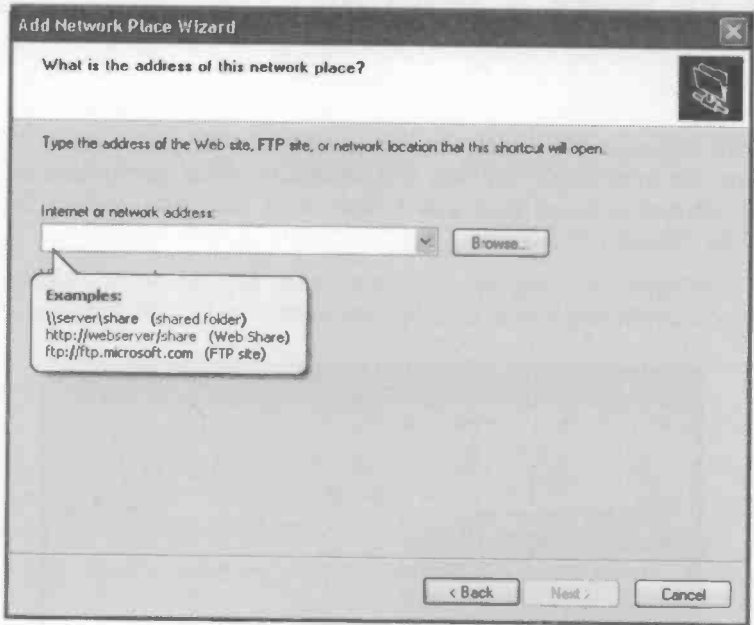 Add Network Place Wizard
What is the address of this network place?
Type the address of the Web site, FTP site, or network location that this shortcut will open.
Internet or network address:
Browse...
Examples:
\\server\share (shared folder)
http://webserver/share (Web Share)
ftp://ftp.microsoft.com (FTP site)
< Back
Next >
Cancel